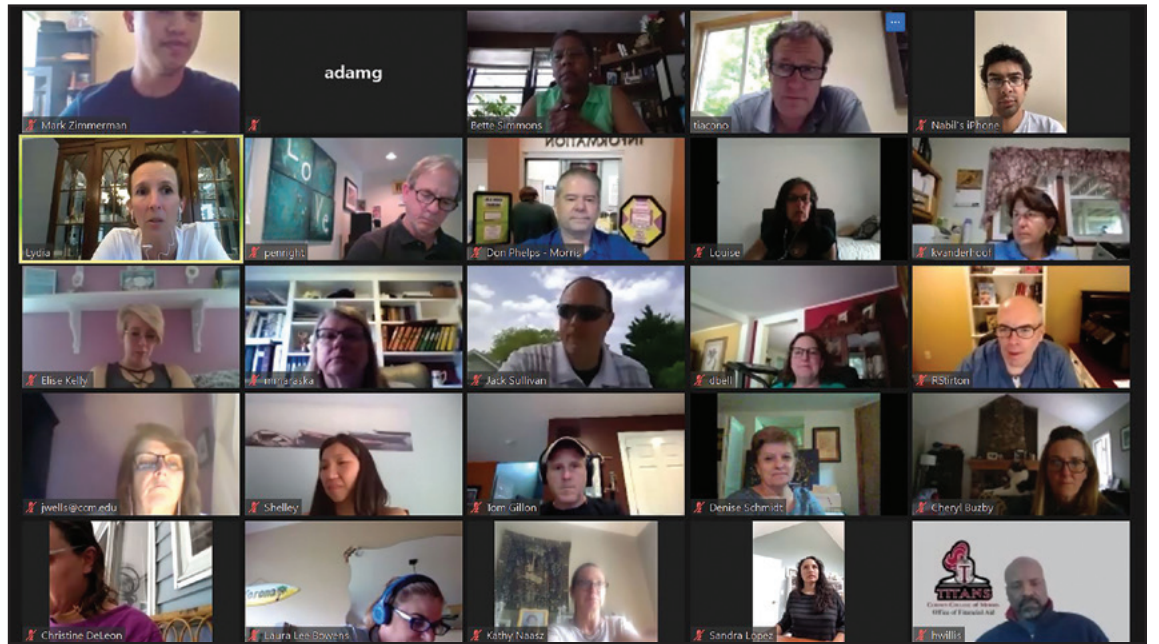 Mark Zimmerman
adamg
Bette Simmons
tiacono
Nabil's iPhone
INFORMATION
Lydia
LO
VE
penright
Don Phelps - Morris
Louise
kvanderhoof
Elise Kelly
Jack Sullivan
dbell
RStirton
jwells@ccm.edu
Shelley
Tom Gillon
Denise Schmidt
Cheryl Buzby
Christine DeLeon
Laura Lee Bowens
Kathy Naasz
Sandra Lopez
TITANS
County College of Morris
Office of Financial Aid
hwillis